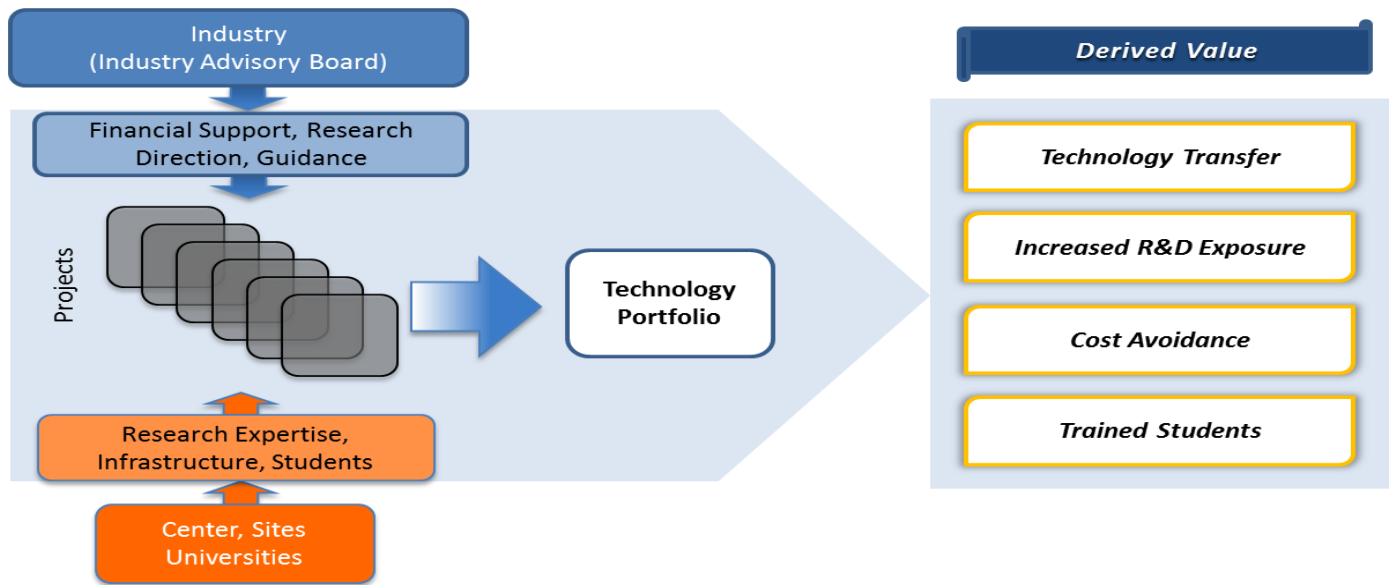 Industry
(Industry Advisory Board)
Financial Support, Research
Direction, Guidance
Projects
Technology
Portfolio
Research Expertise,
Infrastructure, Students
Center, Sites
Universities
Derived Value
Technology Transfer
Increased R&D Exposure
Cost Avoidance
Trained Students